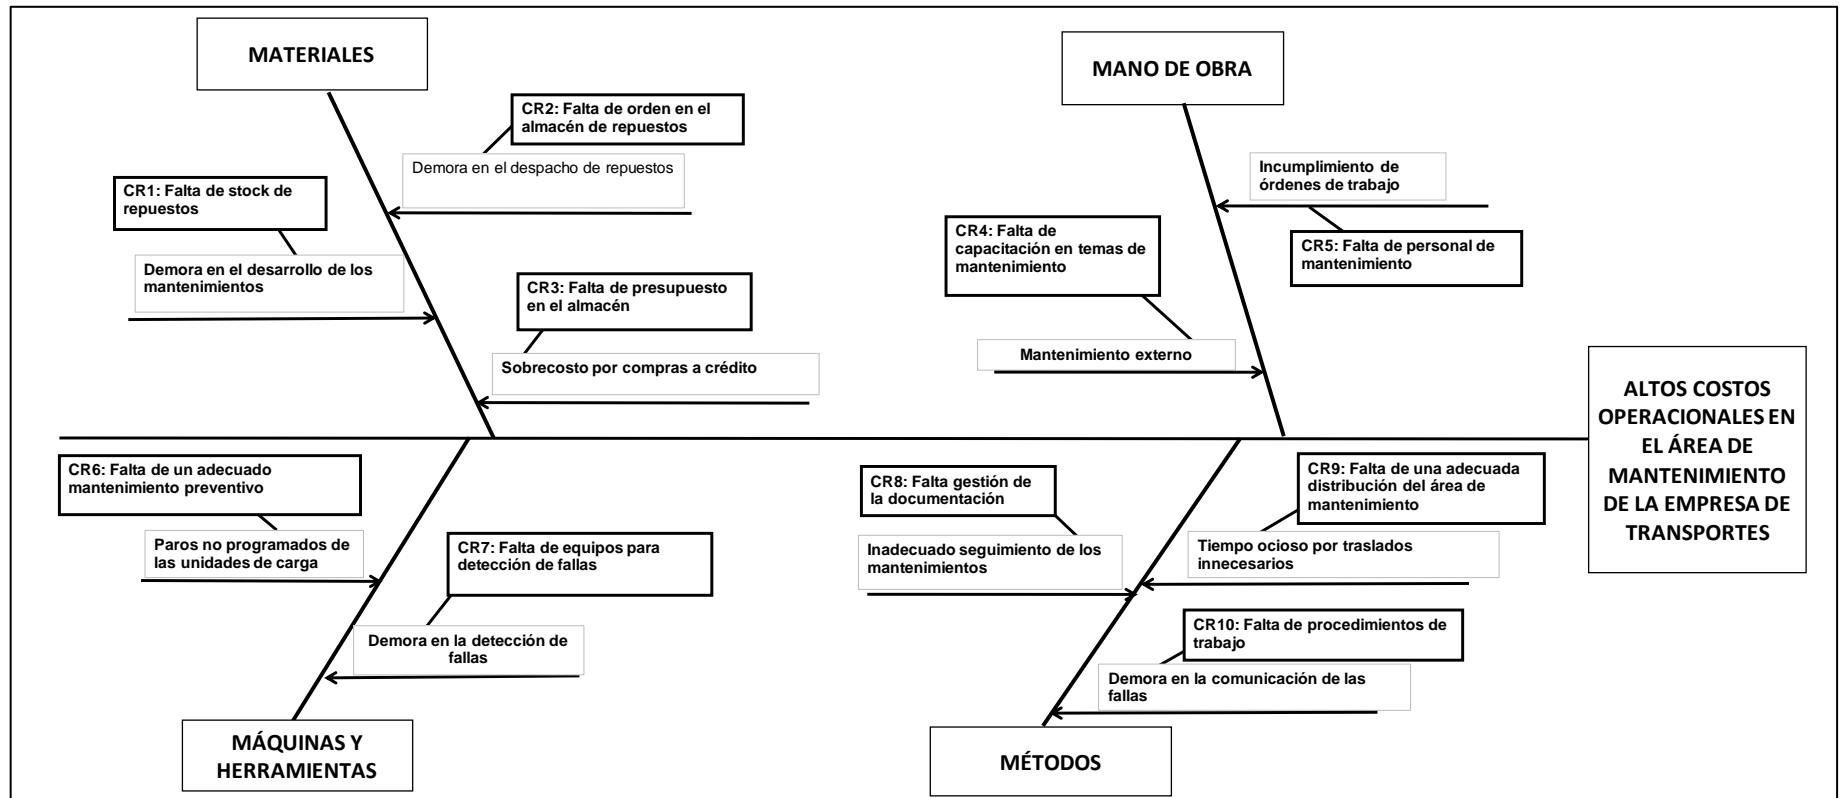 MATERIALES
CR2: Falta de orden en el
almacén de repuestos
Demora en el despacho de repuestos
CR1: Falta de stock de
repuestos
Demora en el desarrollo de los
mantenimientos
CR3: Falta de presupuesto
en el almacén
Sobrecosto por compras a crédito
MANO DE OBRA
Incumplimiento de
órdenes de trabajo
CR5: Falta de personal de
mantenimiento
CR4: Falta de
capacitación en temas de
mantenimiento
Mantenimiento externo
ALTOS COSTOS
OPERACIONALES EN
EL ÁREA DE
MANTENIMIENTO
DE LA EMPRESA DE
TRANSPORTES
CR6: Falta de un adecuado
mantenimiento preventivo
Paros no programados de
las unidades de carga
CR7: Falta de equipos para
detección de fallas
Demora en la detección de
fallas
MÁQUINAS Y
HERRAMIENTAS
CR8: Falta gestión de
la documentación
Inadecuado seguimiento de los
mantenimientos
CR9: Falta de una adecuada
distribución del área de
mantenimiento
Tiempo ocioso por traslados
innecesarios
CR10: Falta de procedimientos de
trabajo
Demora en la comunicación de las
fallas
MÉTODOS